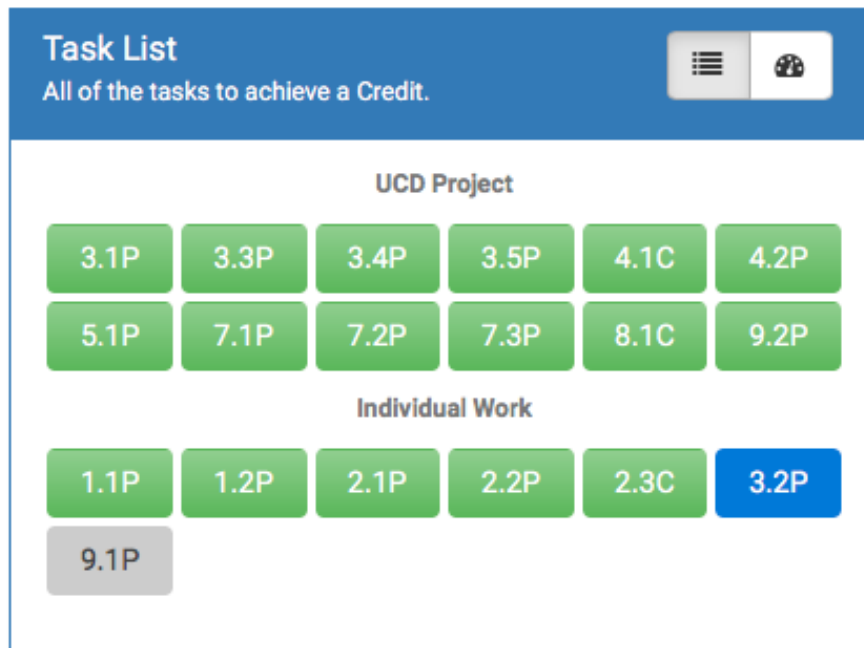 Task List
All of the tasks to achieve a Credit.
UCD Project
3.1P 3.3P 3.4P 3.5P 4.1C 4.2P
5.1P 7.1P 7.2P 7.3P 8.1C 9.2P
Individual Work
1.1P 1.2P 2.1P 2.2P 2.3C 3.2P
9.1P